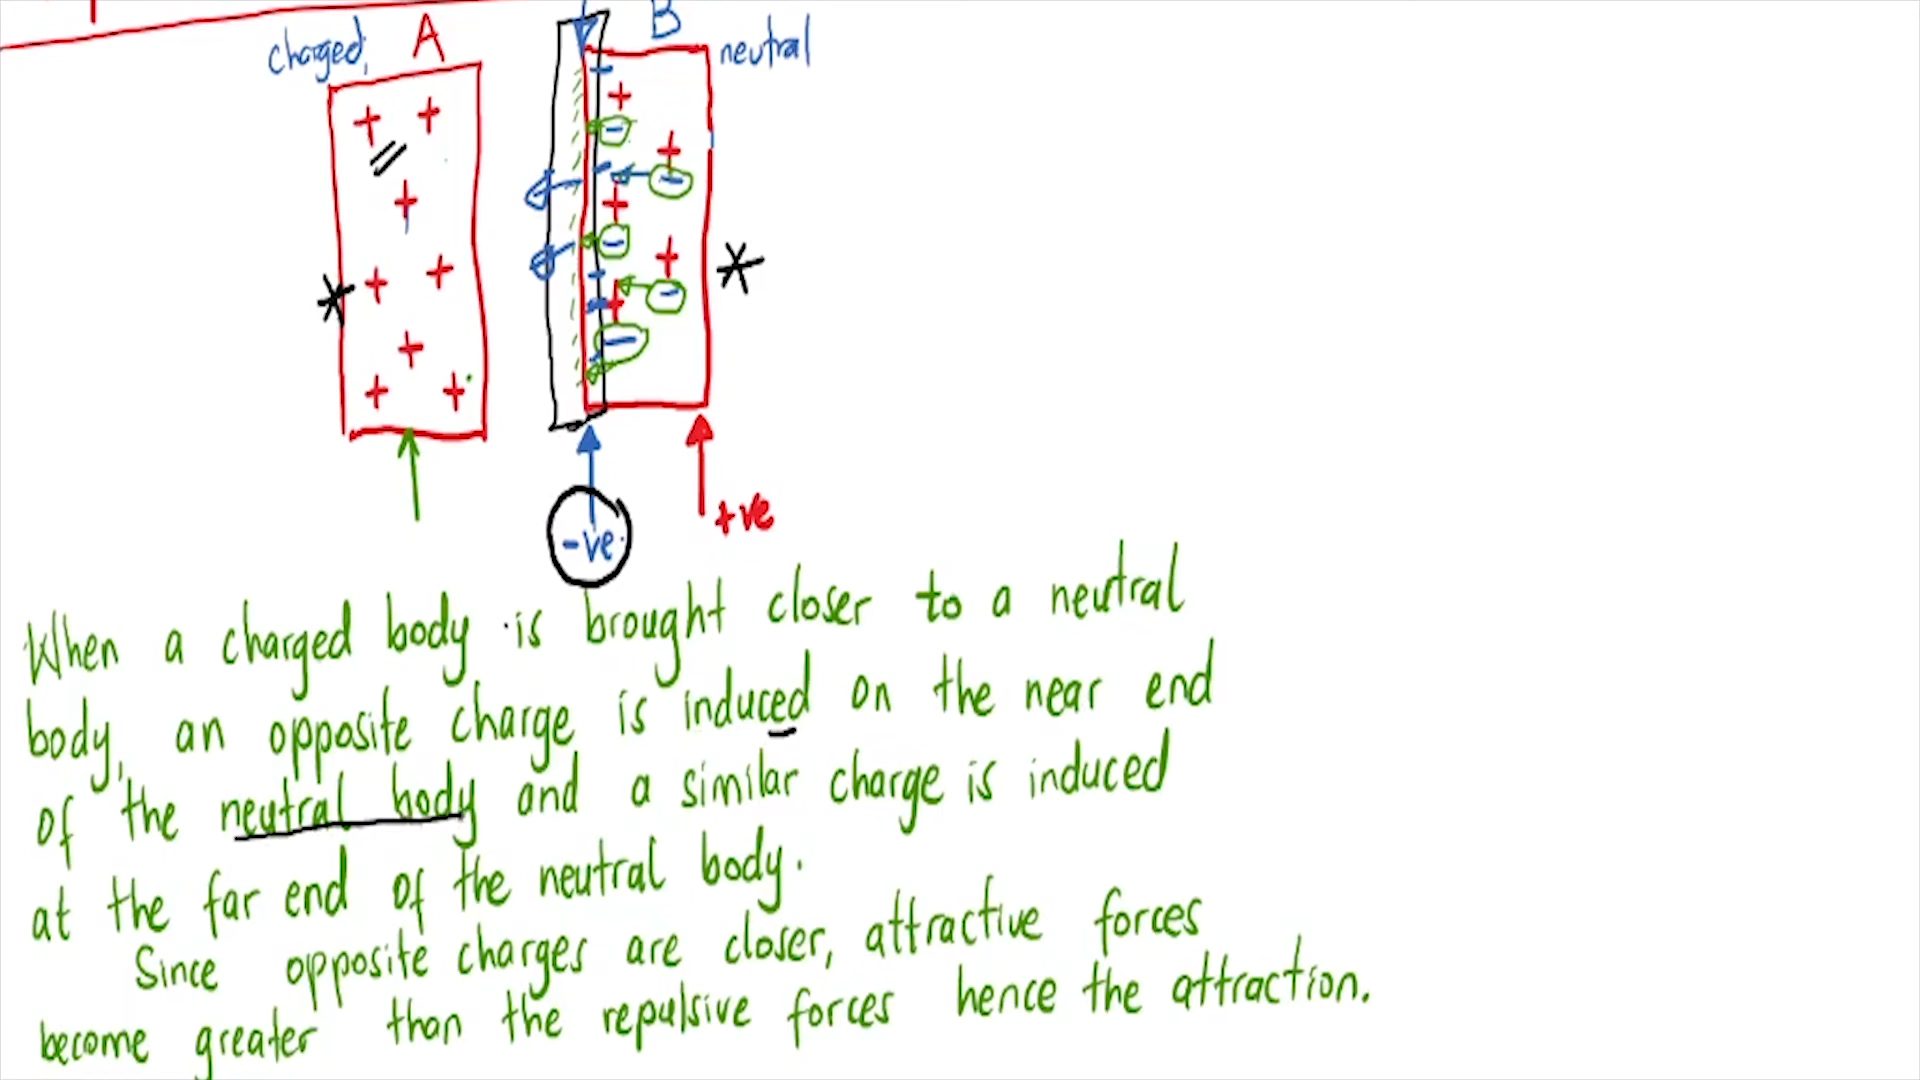 charged, A B neutral
-ve +ve
When a charged body is brought closer to a neutral
body, an opposite charge is induced on the near end
of the neutral body and a similar charge is induced
at the far end of the neutral body.
Since opposite charges are closer, attractive forces
become greater than the repulsive forces hence the attraction.